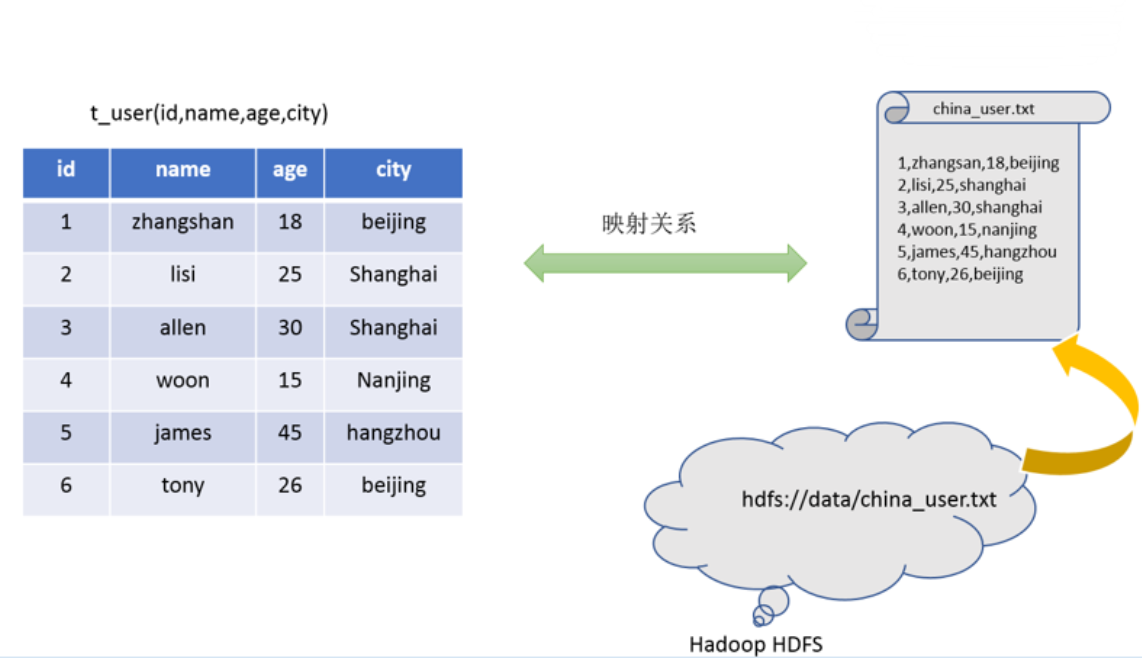 t_user(id,name,age,city)
id name age city
1 zhangshan 18 beijing
2 lisi 25 Shanghai
3 allen 30 Shanghai
4 woon 15 Nanjing
5 james 45 hangzhou
6 tony 26 beijing
映射关系
china_user.txt
1,zhangsan,18,beijing
2,lisi,25,shanghai
3,allen,30,shanghai
4,woon,15,nanjing
5,james,45,hangzhou
6,tony,26,beijing
hdfs://data/china_user.txt
Hadoop HDFS